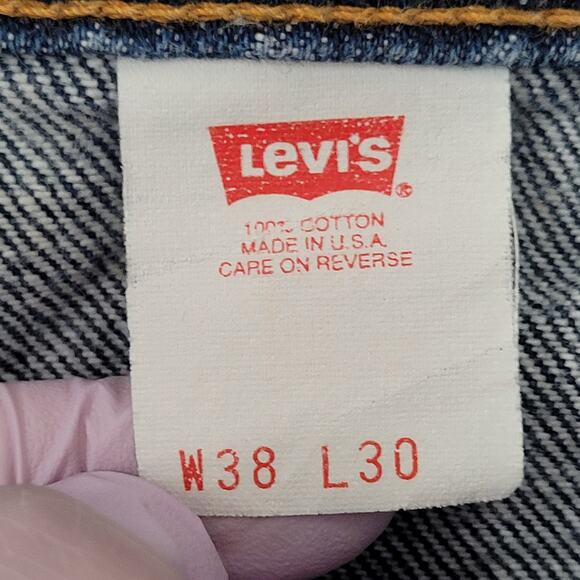 Levi's ®
100% COTTON
MADE IN U.S.A.
CARE ON REVERSE
W38 L30